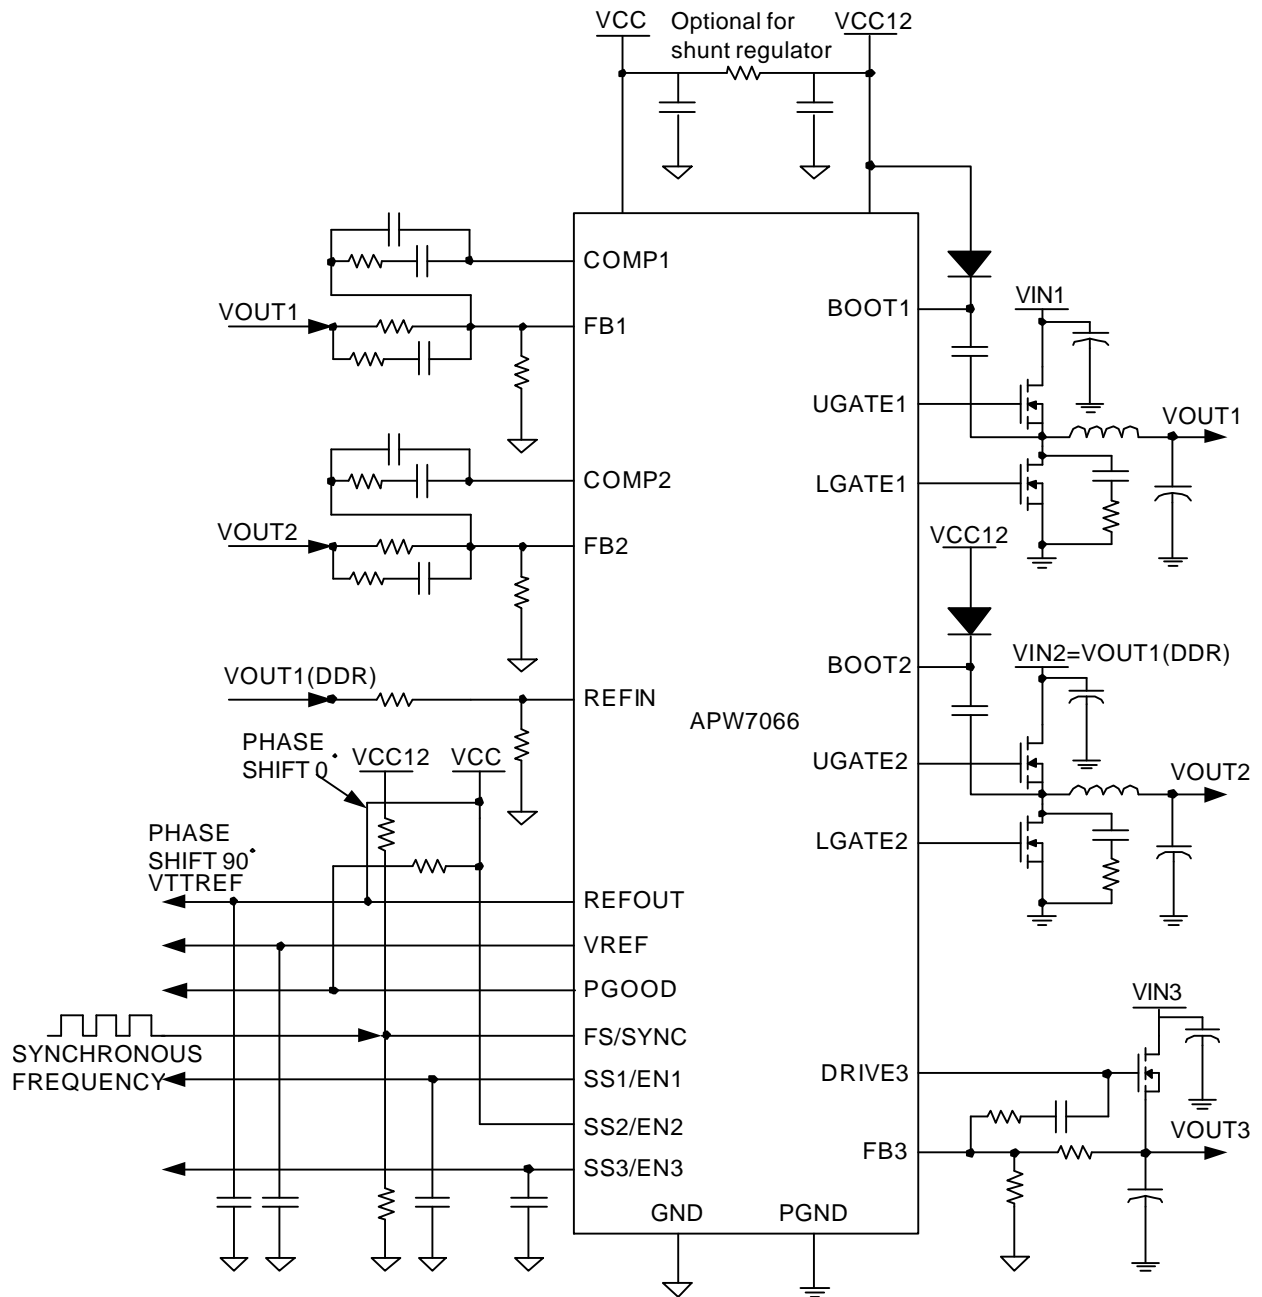 VCC
Optional for
shunt regulator
VCC12
COMP1
VOUT1
FB1
BOOT1
VIN1
UGATE1
VOUT1
LGATE1
COMP2
VOUT2
FB2
VCC12
BOOT2
VIN2=VOUT1(DDR)
VOUT1(DDR)
REFIN
APW7066
PHASE
SHIFT 0°
VCC12
VCC
UGATE2
VOUT2
LGATE2
PHASE
SHIFT 90°
VTTREF
REFOUT
VREF
PGOOD
FS/SYNC
SYNCHRONOUS
FREQUENCY
SS1/EN1
SS2/EN2
SS3/EN3
VIN3
DRIVE3
VOUT3
FB3
GND
PGND